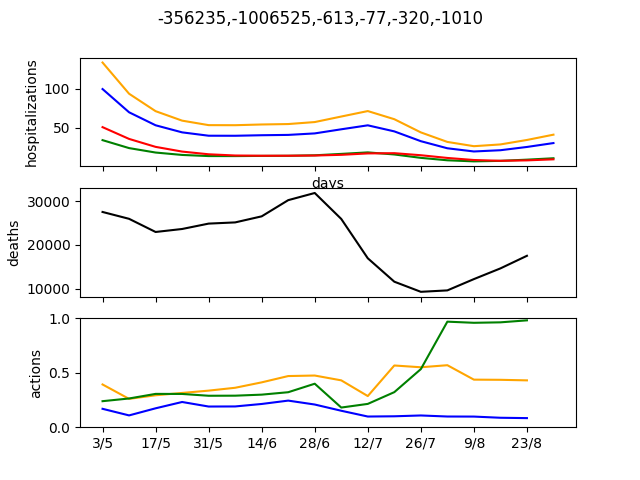 -356235,-1006525,-613,-77,-320,-1010
hospitalizations
100
50
days
deaths
30000
20000
10000
actions
1.0
0.5
0.0
3/5 17/5 31/5 14/6 28/6 12/7 26/7 9/8 23/8